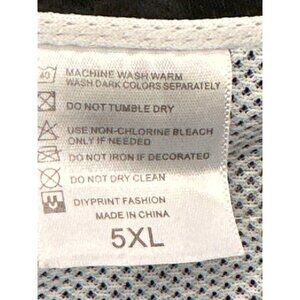 40
MACHINE WASH WARM
WASH DARK COLORS SEPARATELY
DO NOT TUMBLE DRY
USE NON-CHLORINE BLEACH
ONLY IF NEEDED
DO NOT IRON IF DECORATED
DO NOT DRY CLEAN
DIYPRINT FASHION
MADE IN CHINA
5XL